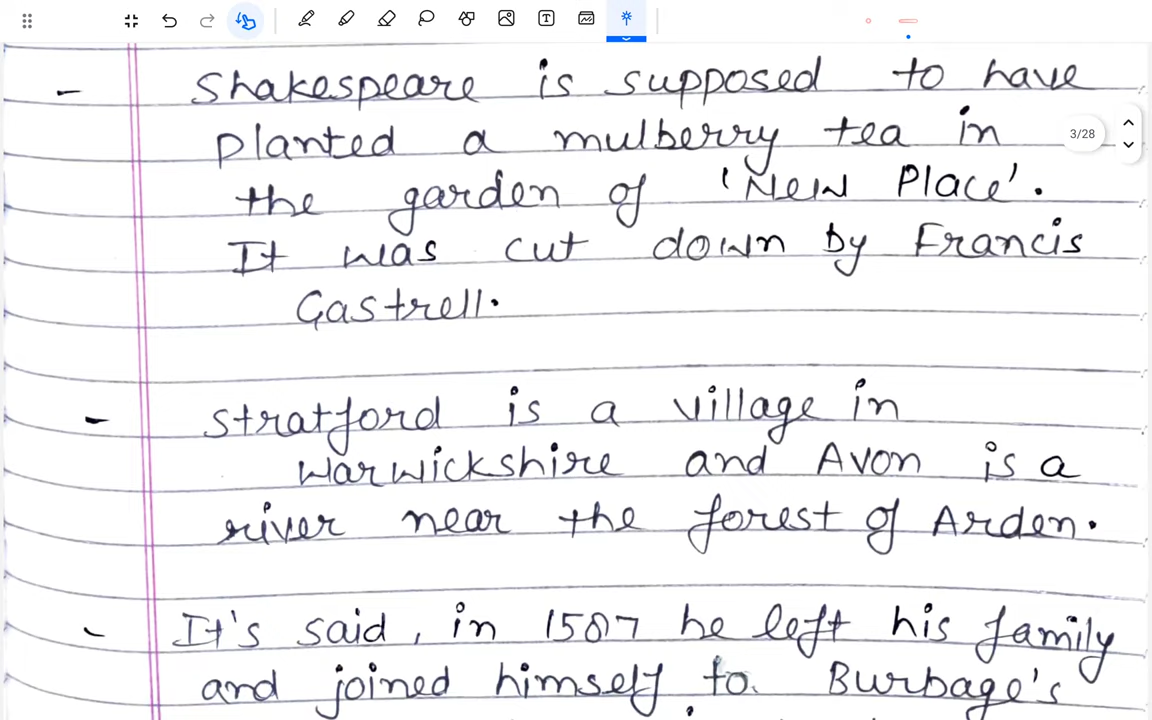 3/28
- Shakespeare is supposed to have
planted a mulberry tea in
the garden of 'New Place'.
It was cut down by Francis
Gastrell.
- Stratford is a village in
Warwickshire and Avon is a
river near the forest of Arden.
- It's said, in 1587 he left his family
and joined himself to Burbage's